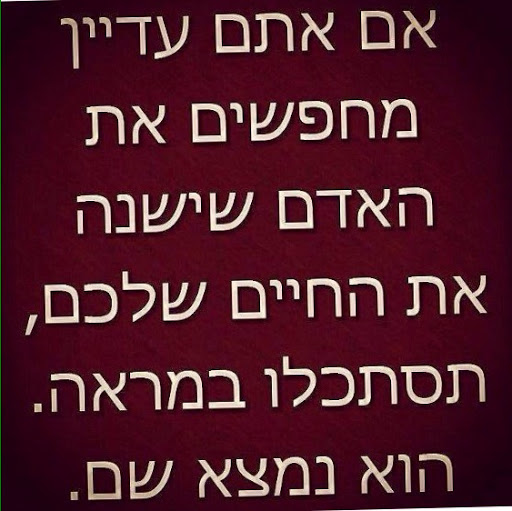 אם אתם עדיין
מחפשים את
האדם שישנה
את החיים שלכם,
תסתכלו במראה.
הוא נמצא שם.